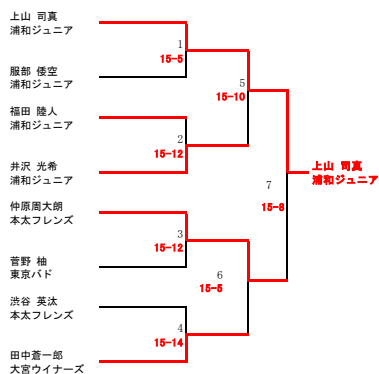 上山 司真
浦和ジュニア
1
15-5
服部 倭空
浦和ジュニア
5
15-10
福田 陸人
浦和ジュニア
2
15-12
井沢 光希
浦和ジュニア
上山 司真
浦和ジュニア
7
15-8
仲原周大朗
本太フレンズ
3
15-12
菅野 柚
東京バド
6
15-5
渋谷 英汰
本太フレンズ
4
15-14
田中蒼一郎
大宮ウイナーズ